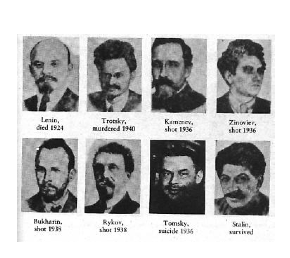 Lenin,
died 1924
Trotsky,
murdered 1940
Kamenev,
shot 1936
Zinoviev,
shot 1936
Bukharin,
shot 1938
Rykov,
shot 1938
Tomsky,
suicide 1936
Stalin,
survived